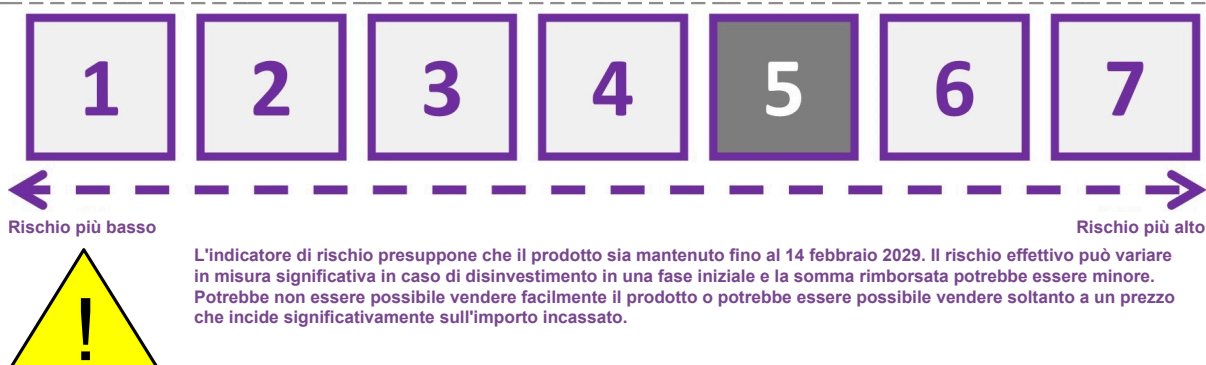 1 2 3 4 5 6 7
Rischio più basso Rischio più alto
L'indicatore di rischio presuppone che il prodotto sia mantenuto fino al 14 febbraio 2029. Il rischio effettivo può variare
in misura significativa in caso di disinvestimento in una fase iniziale e la somma rimborsata potrebbe essere minore.
Potrebbe non essere possibile vendere facilmente il prodotto o potrebbe essere possibile vendere soltanto a un prezzo
che incide significativamente sull'importo incassato.
!